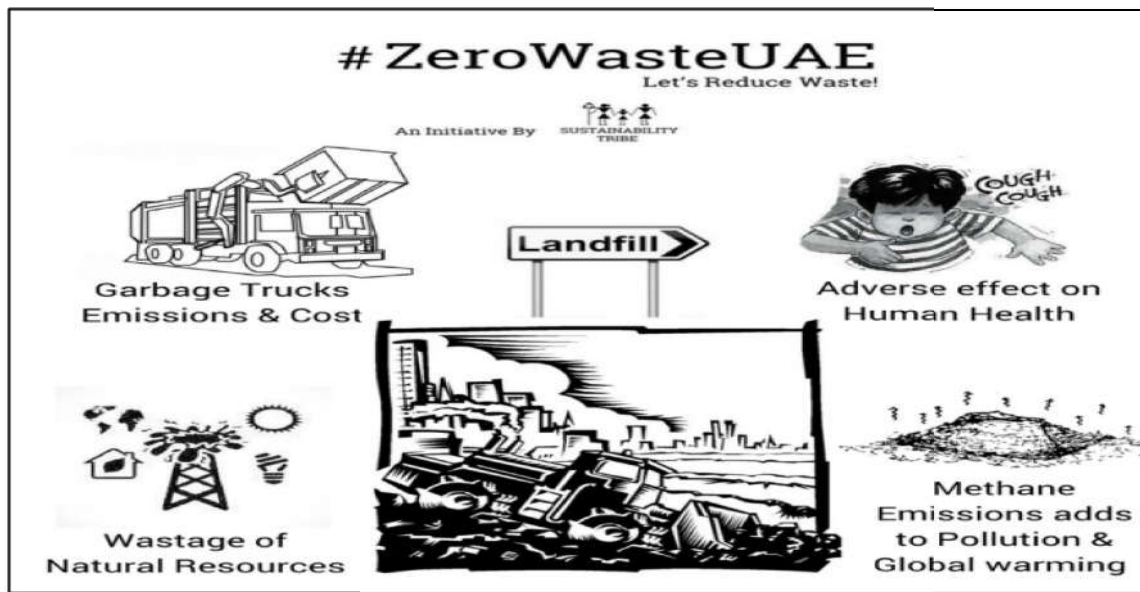 #ZeroWasteUAE
Let's Reduce Waste!
An Initiative By
SUSTAINABILITY
TRIBE
COUGH
COUGH
Landfill
Garbage Trucks
Emissions & Cost
Adverse effect on
Human Health
Wastage of
Natural Resources
Methane
Emissions adds
to Pollution &
Global warming